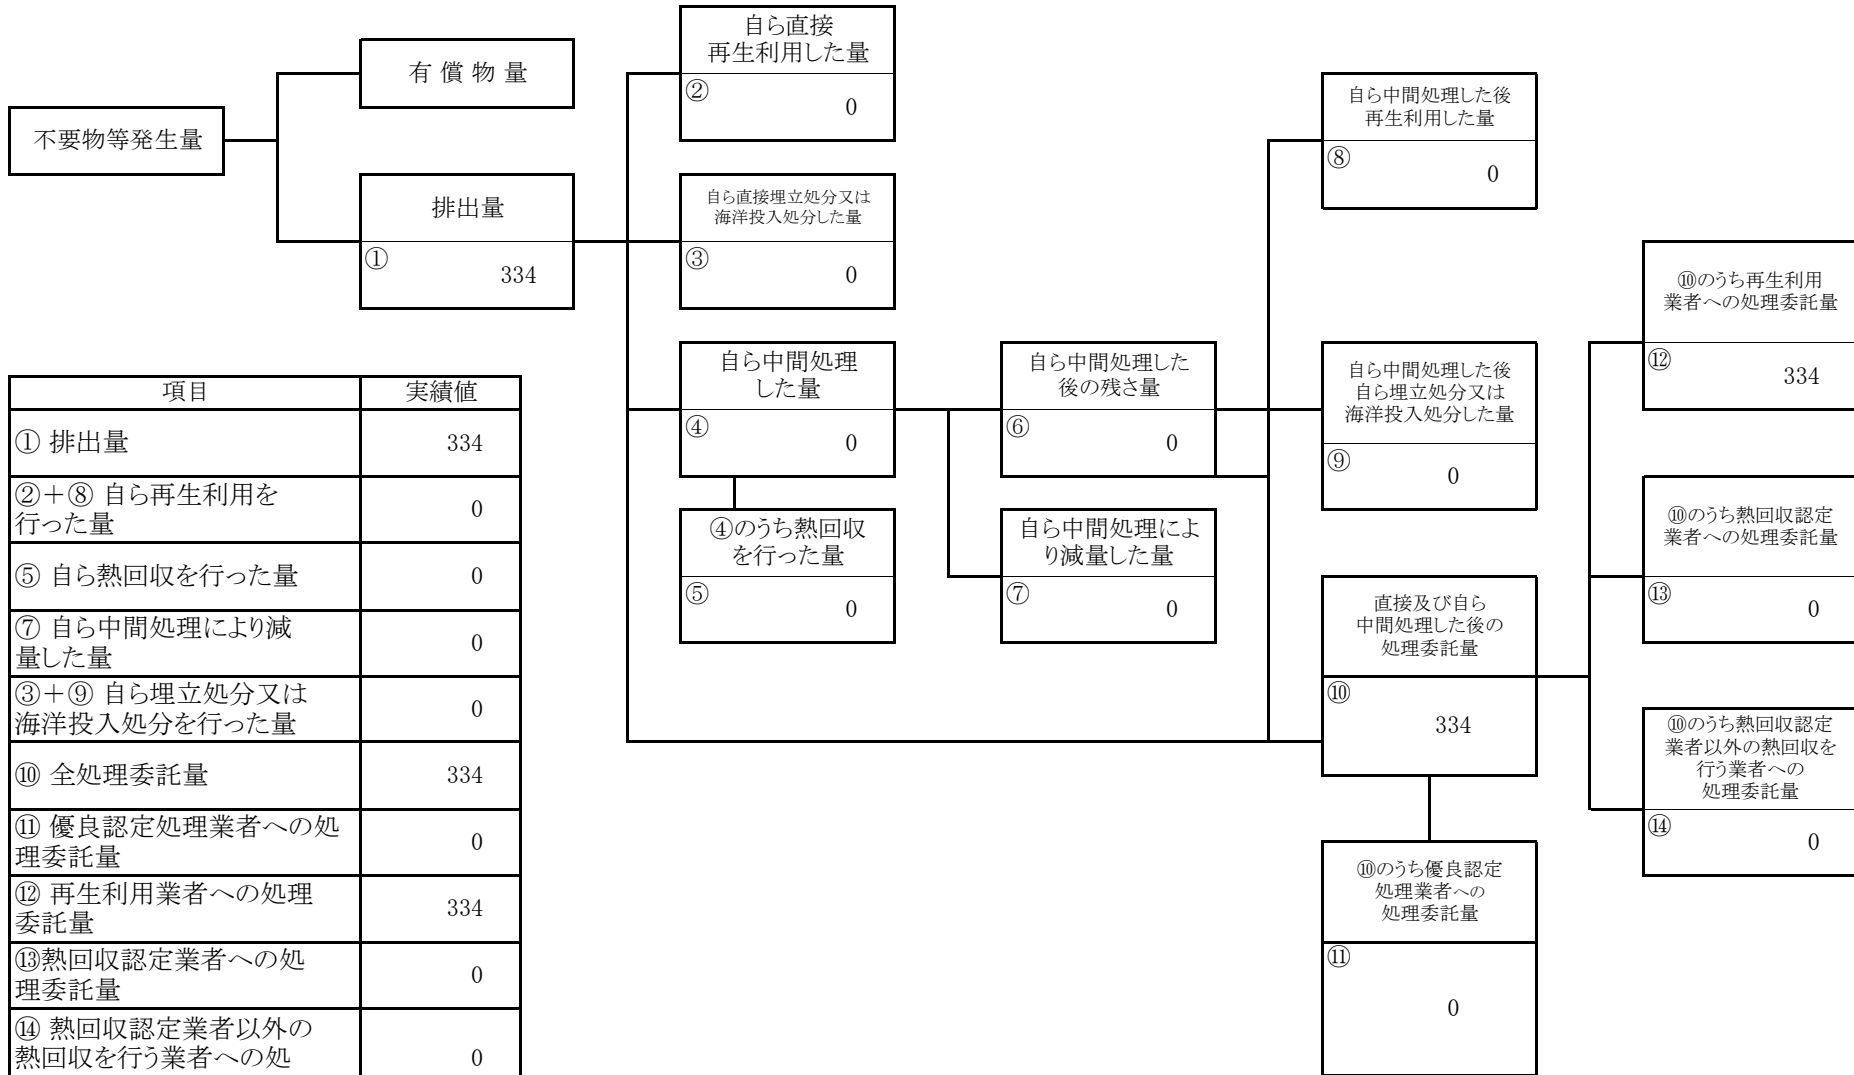 不要物等発生量
有 償 物 量
排出量
①
334
自ら直接
再生利用した量
②
0
自ら直接埋立処分又は
海洋投入処分した量
③
0
自ら中間処理
した量
④
0
④のうち熱回収
を行った量
⑤
0
自ら中間処理した
後の残さ量
⑥
0
自ら中間処理によ
り減量した量
⑦
0
自ら中間処理した後
再生利用した量
⑧
0
自ら中間処理した後
自ら埋立処分又は
海洋投入処分した量
⑨
0
直接及び自ら
中間処理した後の
処理委託量
⑩
334
⑩のうち優良認定
処理業者への
処理委託量
⑪
0
⑩のうち再生利用
業者への処理委託量
⑫
334
⑩のうち熱回収認定
業者への処理委託量
⑬
0
⑩のうち熱回収認定
業者以外の熱回収を
行う業者への
処理委託量
⑭
0
項目 実績値
① 排出量 334
②＋⑧ 自ら再生利用を
行った量 0
⑤ 自ら熱回収を行った量 0
⑦ 自ら中間処理により減
量した量 0
③＋⑨ 自ら埋立処分又は
海洋投入処分を行った量 0
⑩ 全処理委託量 334
⑪ 優良認定処理業者への処
理委託量 0
⑫ 再生利用業者への処理
委託量 334
⑬熱回収認定業者への処
理委託量 0
⑭ 熱回収認定業者以外の
熱回収を行う業者への処 0